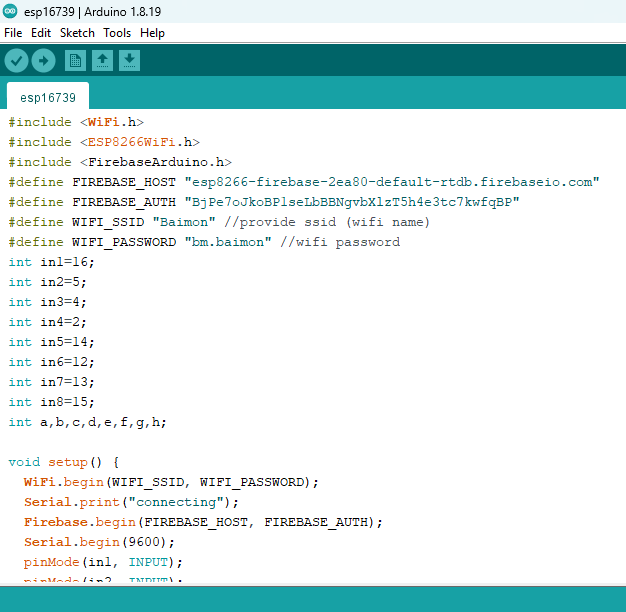 esp16739 | Arduino 1.8.19
File Edit Sketch Tools Help
esp16739
#include <WiFi.h>
#include <ESP8266WiFi.h>
#include <FirebaseArduino.h>
#define FIREBASE_HOST "esp8266-firebase-2ea80-default-rtdb.firebaseio.com"
#define FIREBASE_AUTH "BjPe7oJkoBPlseLbBBNgvbXlzT5h4e3tc7kwfqBP"
#define WIFI_SSID "Baimon" //provide ssid (wifi name)
#define WIFI_PASSWORD "bm.baimon" //wifi password
int in1=16;
int in2=5;
int in3=4;
int in4=2;
int in5=14;
int in6=12;
int in7=13;
int in8=15;
int a,b,c,d,e,f,g,h;
void setup() {
WiFi.begin(WIFI_SSID, WIFI_PASSWORD);
Serial.print("connecting");
Firebase.begin(FIREBASE_HOST, FIREBASE_AUTH);
Serial.begin(9600);
pinMode(in1, INPUT);
pinMode(in2, INPUT);